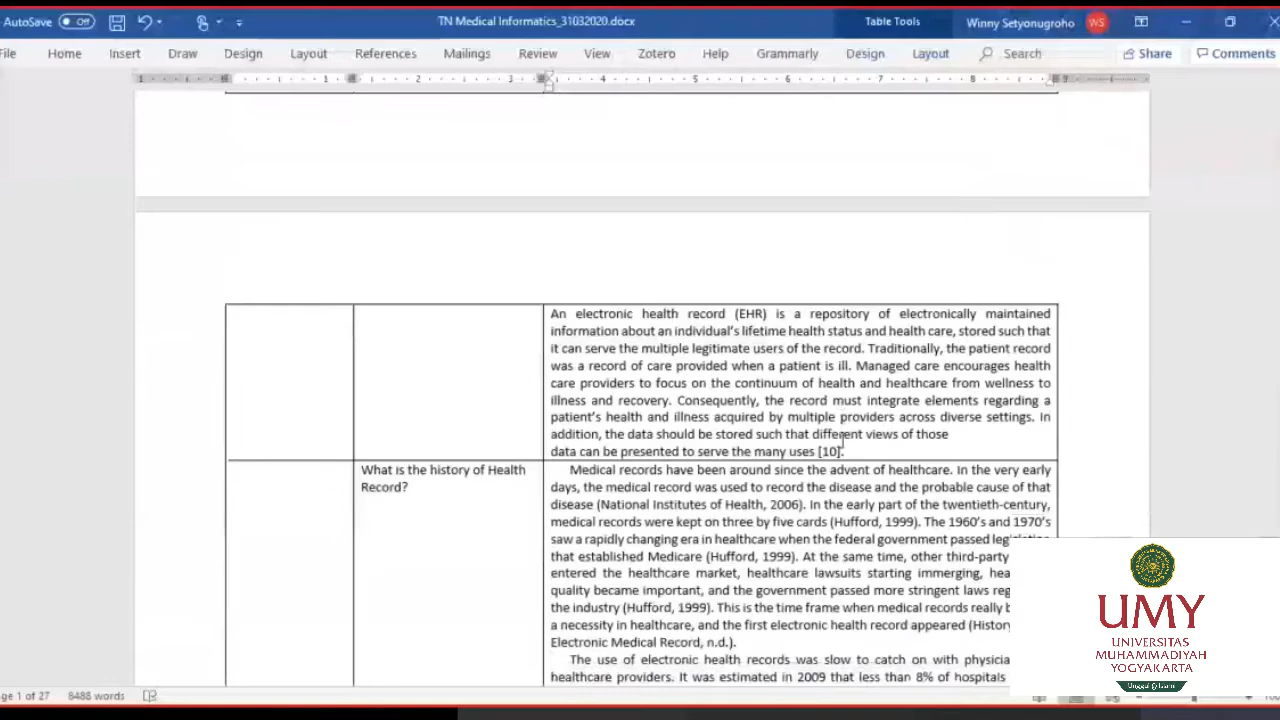 AutoSave Off TN Medical Informatics_31032020.docx Table Tools Winny Setyonugroho WS
File Home Insert Draw Design Layout References Mailings Review View Zotero Help Grammarly Design Layout Search Share Comments
1 1 2 3 4 5 6 7 8 9
An electronic health record (EHR) is a repository of electronically maintained
information about an individual's lifetime health status and health care, stored such that
it can serve the multiple legitimate users of the record. Traditionally, the patient record
was a record of care provided when a patient is ill. Managed care encourages health
care providers to focus on the continuum of health and healthcare from wellness to
illness and recovery. Consequently, the record must integrate elements regarding a
patient's health and illness acquired by multiple providers across diverse settings. In
addition, the data should be stored such that different views of those
data can be presented to serve the many uses [10].
What is the history of Health
Record?
Medical records have been around since the advent of healthcare. In the very early
days, the medical record was used to record the disease and the probable cause of that
disease (National Institutes of Health, 2006). In the early part of the twentieth-century,
medical records were kept on three by five cards (Hufford, 1999). The 1960's and 1970's
saw a rapidly changing era in healthcare when the federal government passed
that established Medicare (Hufford, 1999). At the same time, other third-party
entered the healthcare market, healthcare lawsuits starting immerging,
quality became important, and the government passed more stringent laws
the industry (Hufford, 1999). This is the time frame when medical records really
a necessity in healthcare, and the first electronic health record appeared (History
Electronic Medical Record, n.d.).
The use of electronic health records was slow to catch on with
healthcare providers. It was estimated in 2009 that less than 8% of hospitals
UMY
UNIVERSITAS
MUHAMMADIYAH
YOGYAKARTA
Unggul & Islami
Page 1 of 27 8488 words